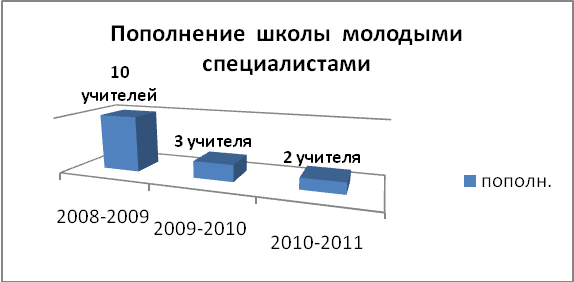 Пополнение школы молодыми
специалистами
10
учителей
3 учителя
2 учителя
пополн.
2008-2009
2009-2010
2010-2011